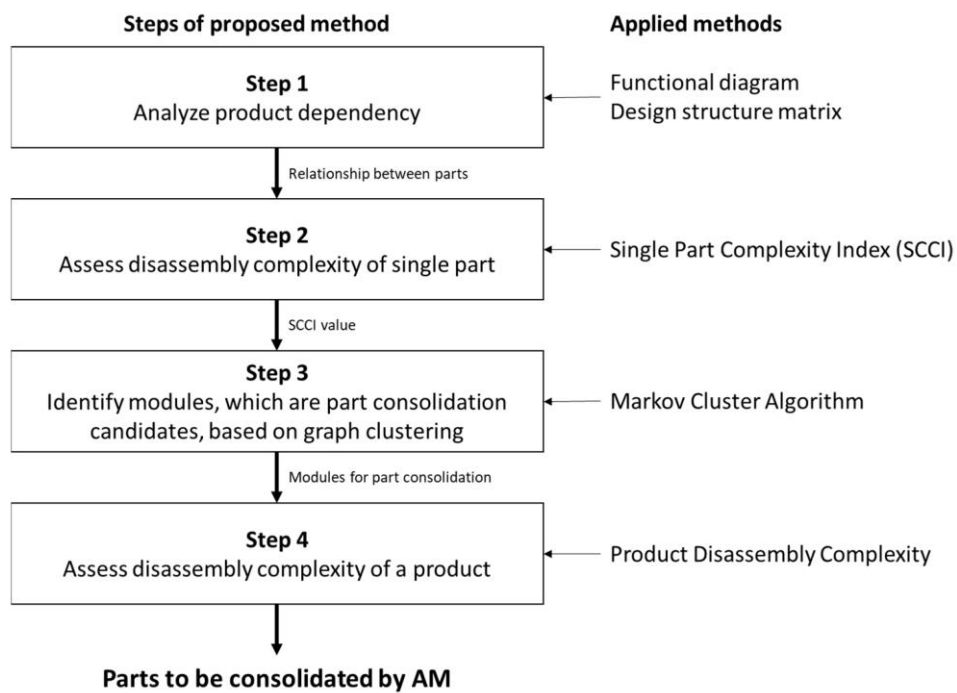 Steps of proposed method
Applied methods
Step 1
Analyze product dependency
Functional diagram
Design structure matrix
Relationship between parts
Step 2
Assess disassembly complexity of single part
Single Part Complexity Index (SCCI)
SCCI value
Step 3
Identify modules, which are part consolidation
candidates, based on graph clustering
Markov Cluster Algorithm
Modules for part consolidation
Step 4
Assess disassembly complexity of a product
Product Disassembly Complexity
Parts to be consolidated by AM